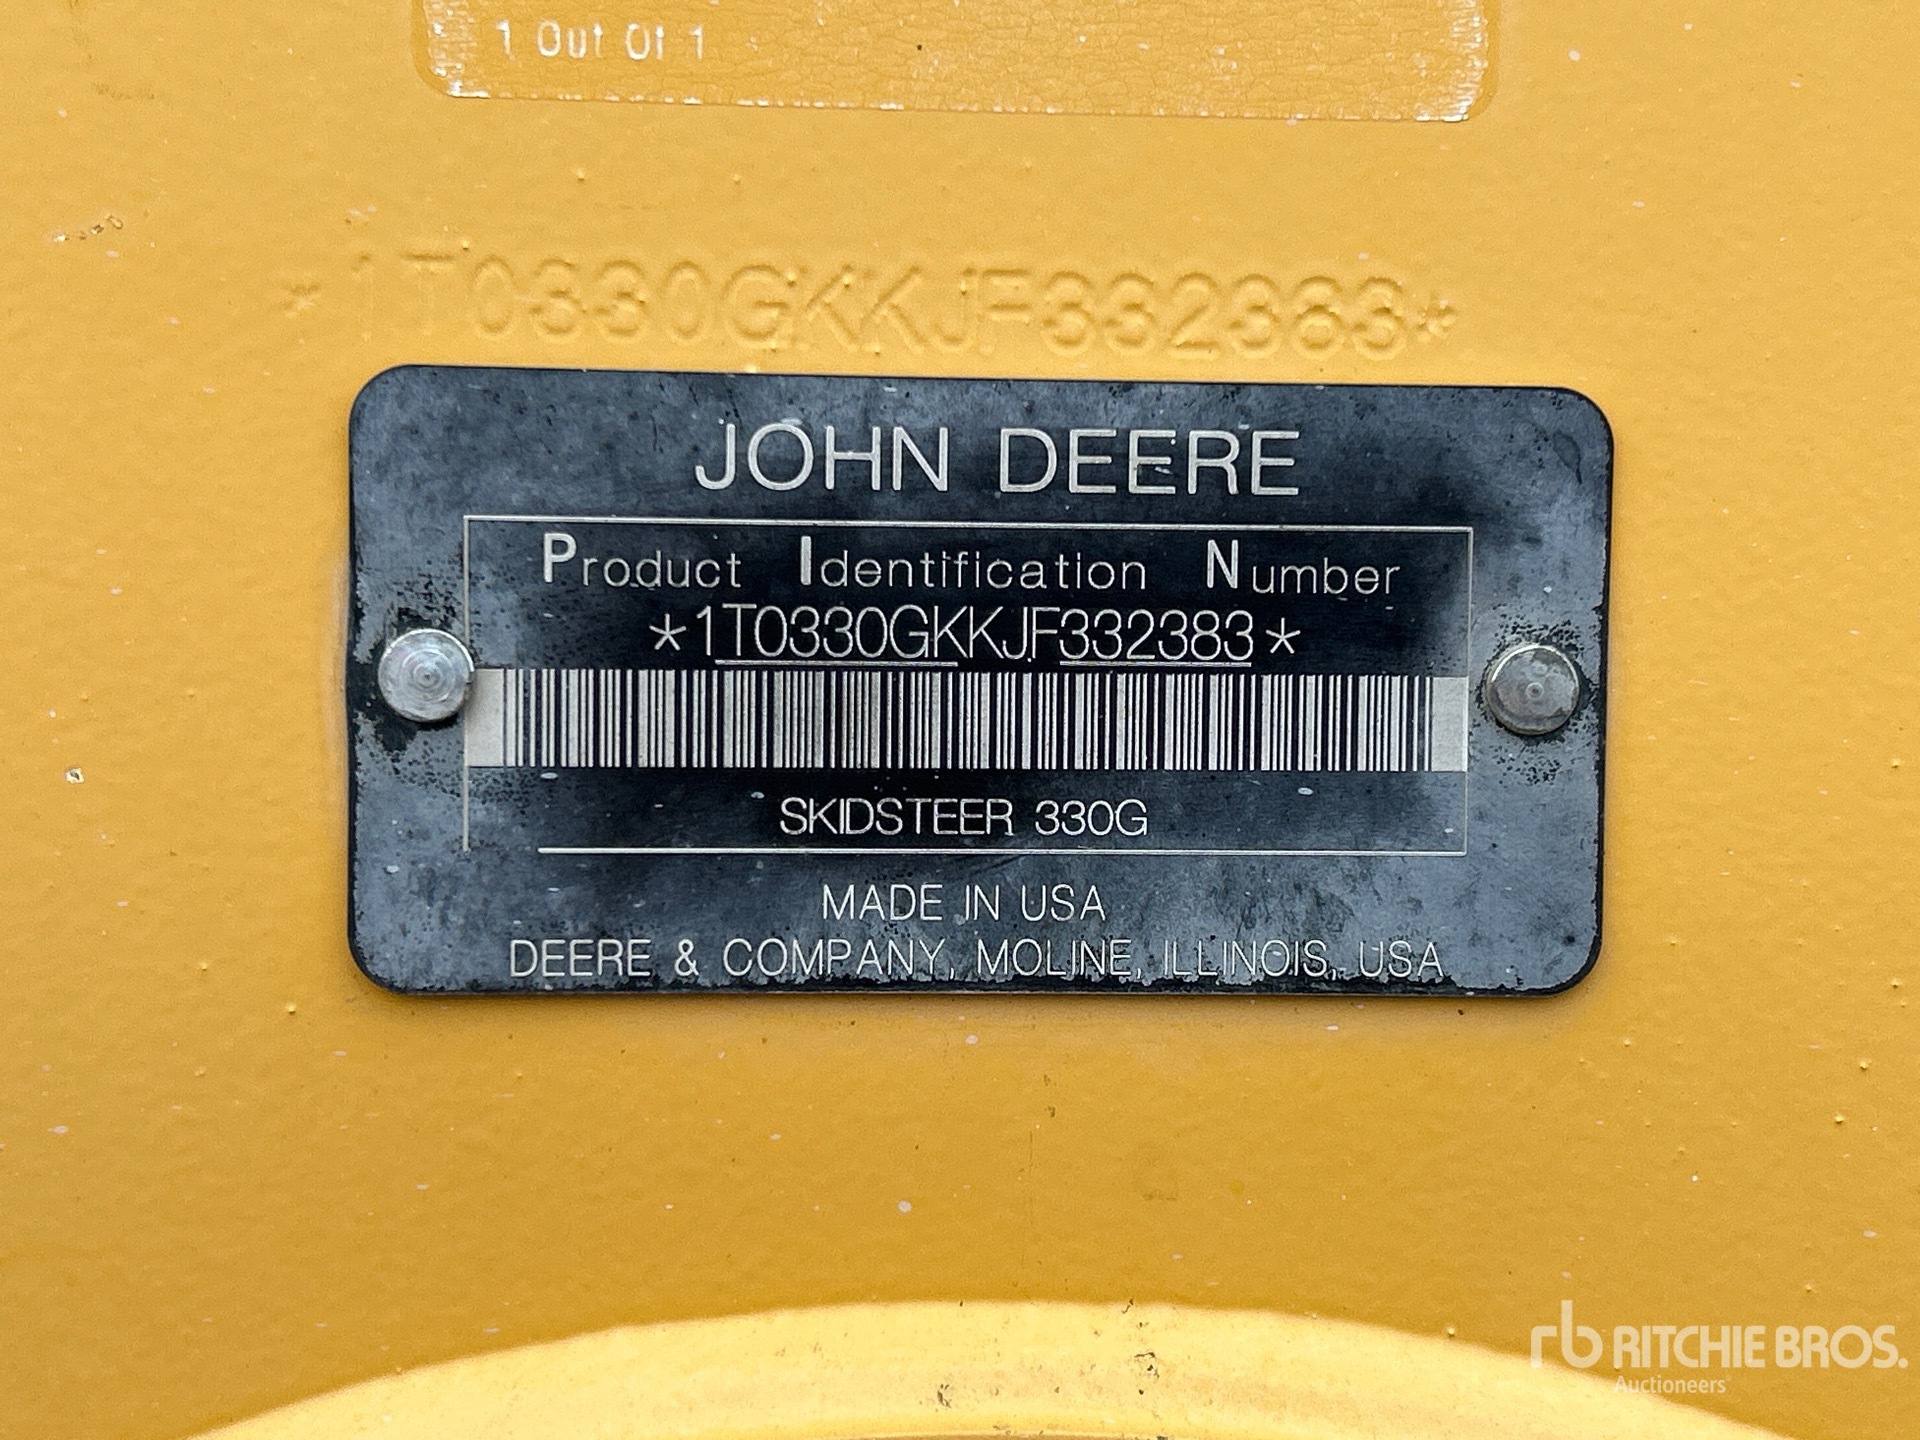 1 Out Of 1
*1T0330GKKJF332383*
JOHN DEERE
Product Identification Number
*1T0330GKKJF332383*
SKIDSTEER 330G
MADE IN USA
DEERE & COMPANY, MOLINE, ILLINOIS, USA
rb RITCHIE BROS.
Auctioneers